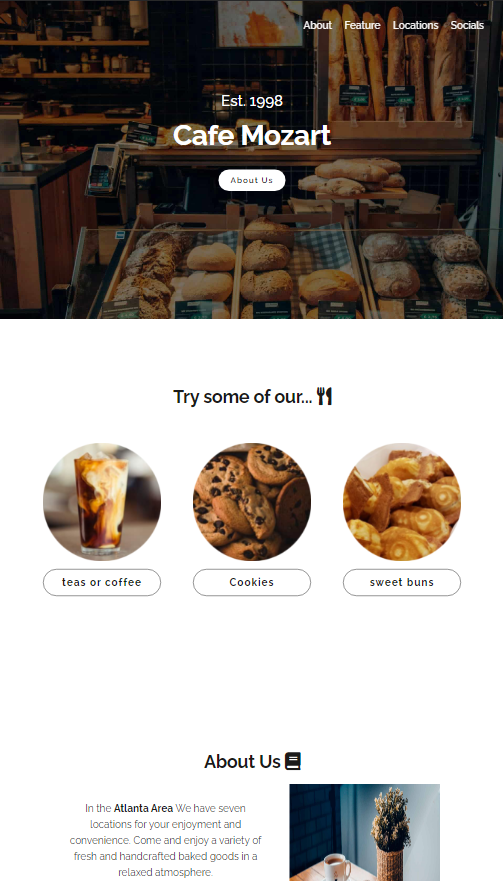 About Feature Locations Socials
Est. 1998
Cafe Mozart
About Us
Try some of our...
teas or coffee
Cookies
sweet buns
About Us
In the Atlanta Area We have seven
locations for your enjoyment and
convenience. Come and enjoy a variety of
fresh and handcrafted baked goods in a
relaxed atmosphere.